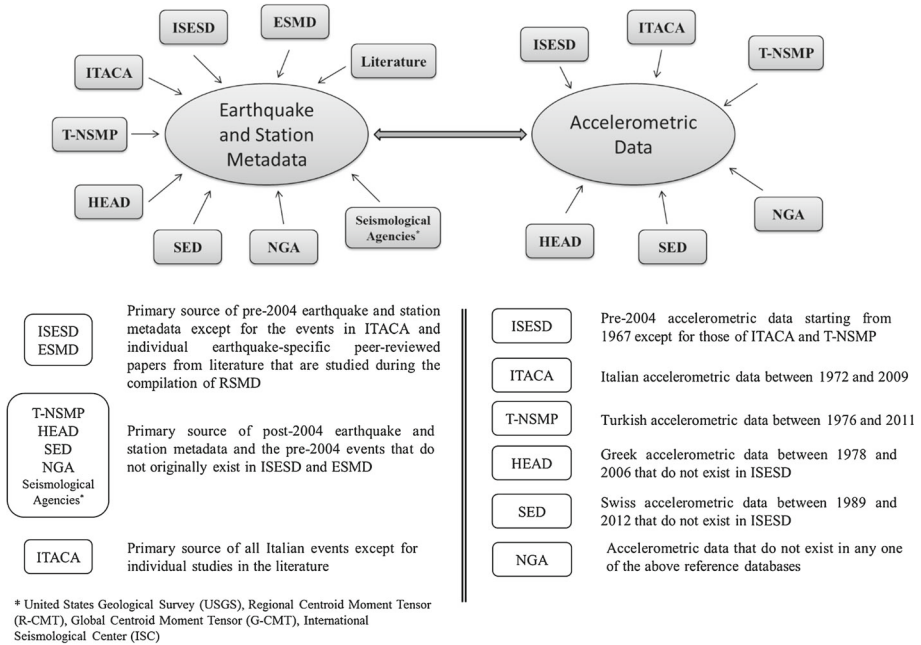 ISESD
ESMD
Literature
ITACA
T-NSMP
HEAD
SED
NGA
Seismological
Agencies*
Earthquake
and Station
Metadata
ISESD
ITACA
T-NSMP
Accelerometric
Data
HEAD
SED
NGA
ISESD
ESMD
Primary source of pre-2004 earthquake and station
metadata except for the events in ITACA and
individual earthquake-specific peer-reviewed
papers from literature that are studied during the
compilation of RSMD
T-NSMP
HEAD
SED
NGA
Seismological
Agencies*
Primary source of post-2004 earthquake and
station metadata and the pre-2004 events that do
not originally exist in ISESD and ESMD
ITACA
Primary source of all Italian events except for
individual studies in the literature
* United States Geological Survey (USGS), Regional Centroid Moment Tensor
(R-CMT), Global Centroid Moment Tensor (G-CMT), International
Seismological Center (ISC)
ISESD
Pre-2004 accelerometric data starting from
1967 except for those of ITACA and T-NSMP
ITACA
Italian accelerometric data between 1972 and 2009
T-NSMP
Turkish accelerometric data between 1976 and 2011
HEAD
Greek accelerometric data between 1978 and
2006 that do not exist in ISESD
SED
Swiss accelerometric data between 1989 and
2012 that do not exist in ISESD
NGA
Accelerometric data that do not exist in any one
of the above reference databases